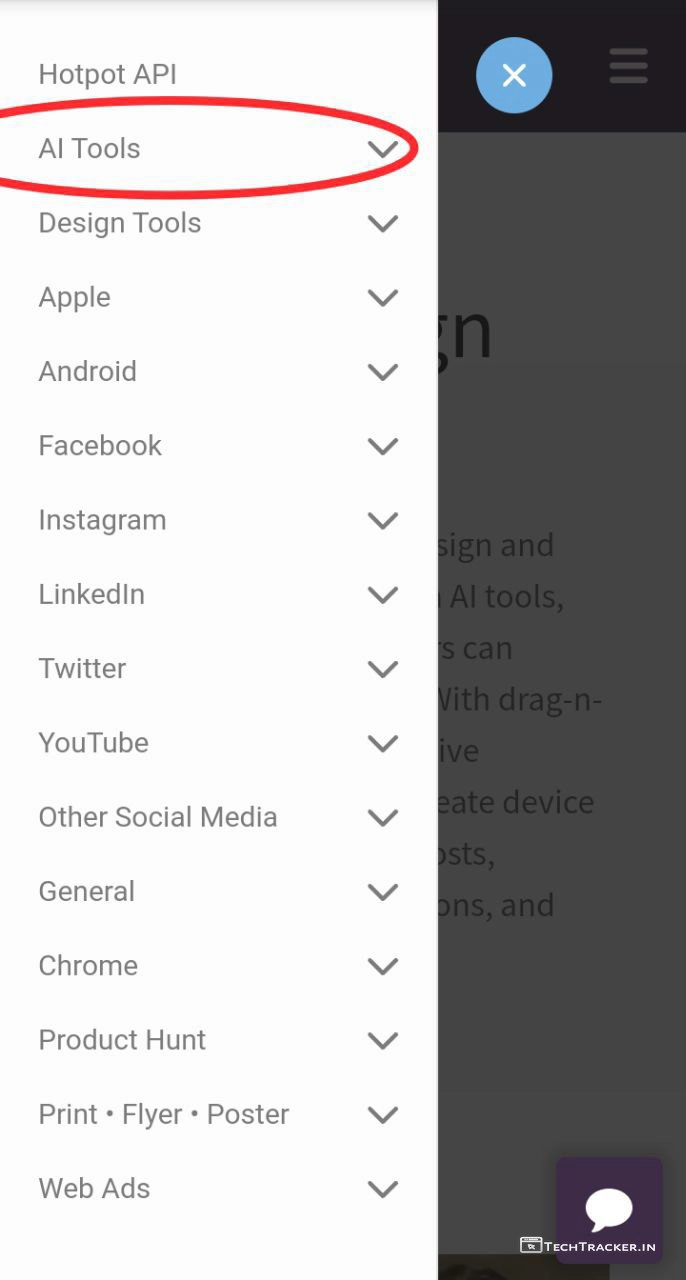 Hotpot API
AI Tools
Design Tools
Apple
Android
Facebook
Instagram
LinkedIn
Twitter
YouTube
Other Social Media
General
Chrome
Product Hunt
Print • Flyer • Poster
Web Ads
gn
sign and
AI tools,
rs can
With drag-n-
ive
eate device
osts,
ons, and
TECHTRACKER.IN